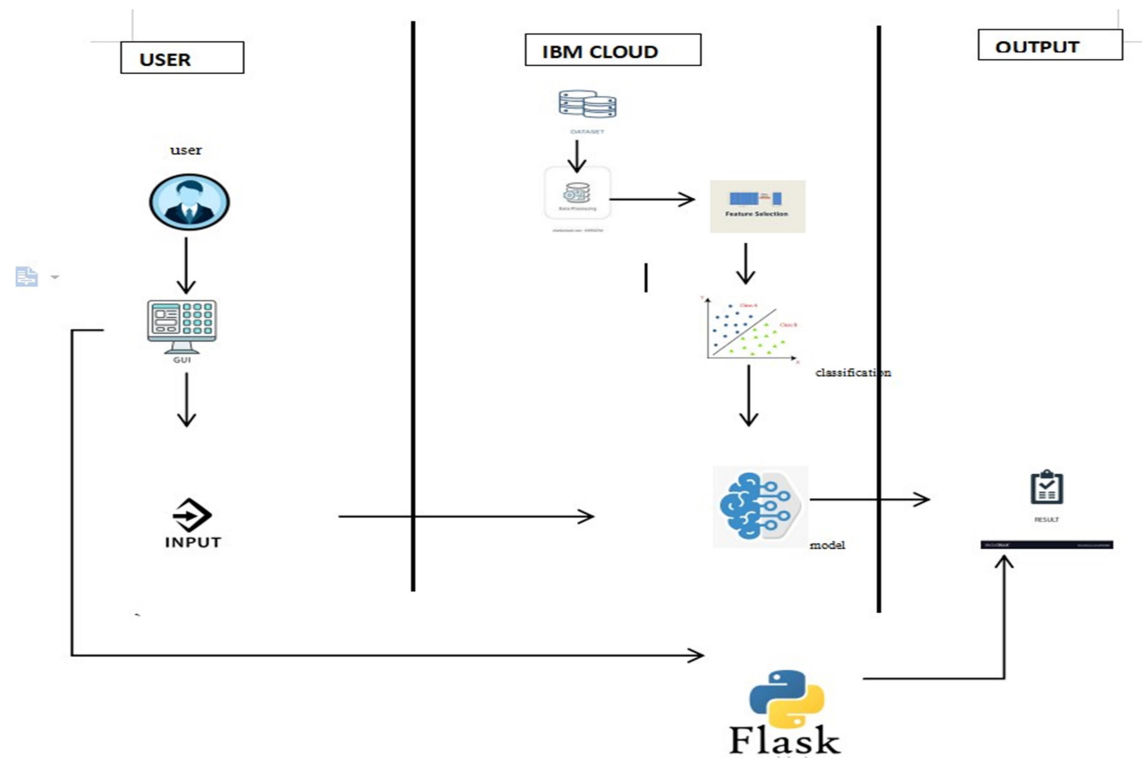 USER
IBM CLOUD
OUTPUT
user
DATASET
Data Processing
Feature Selection
GUI
Y
Class A
Class B
X
classification
INPUT
model
RESULT
Flask